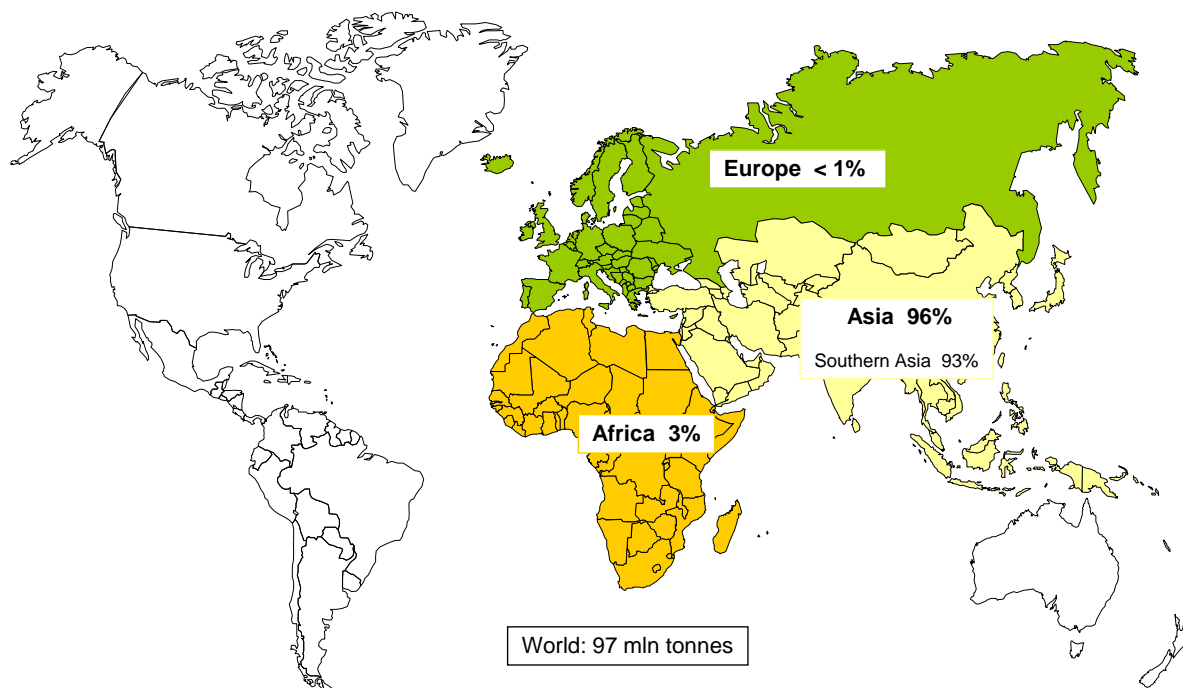 Europe < 1%
Asia 96%
Southern Asia 93%
Africa 3%
World: 97 mln tonnes